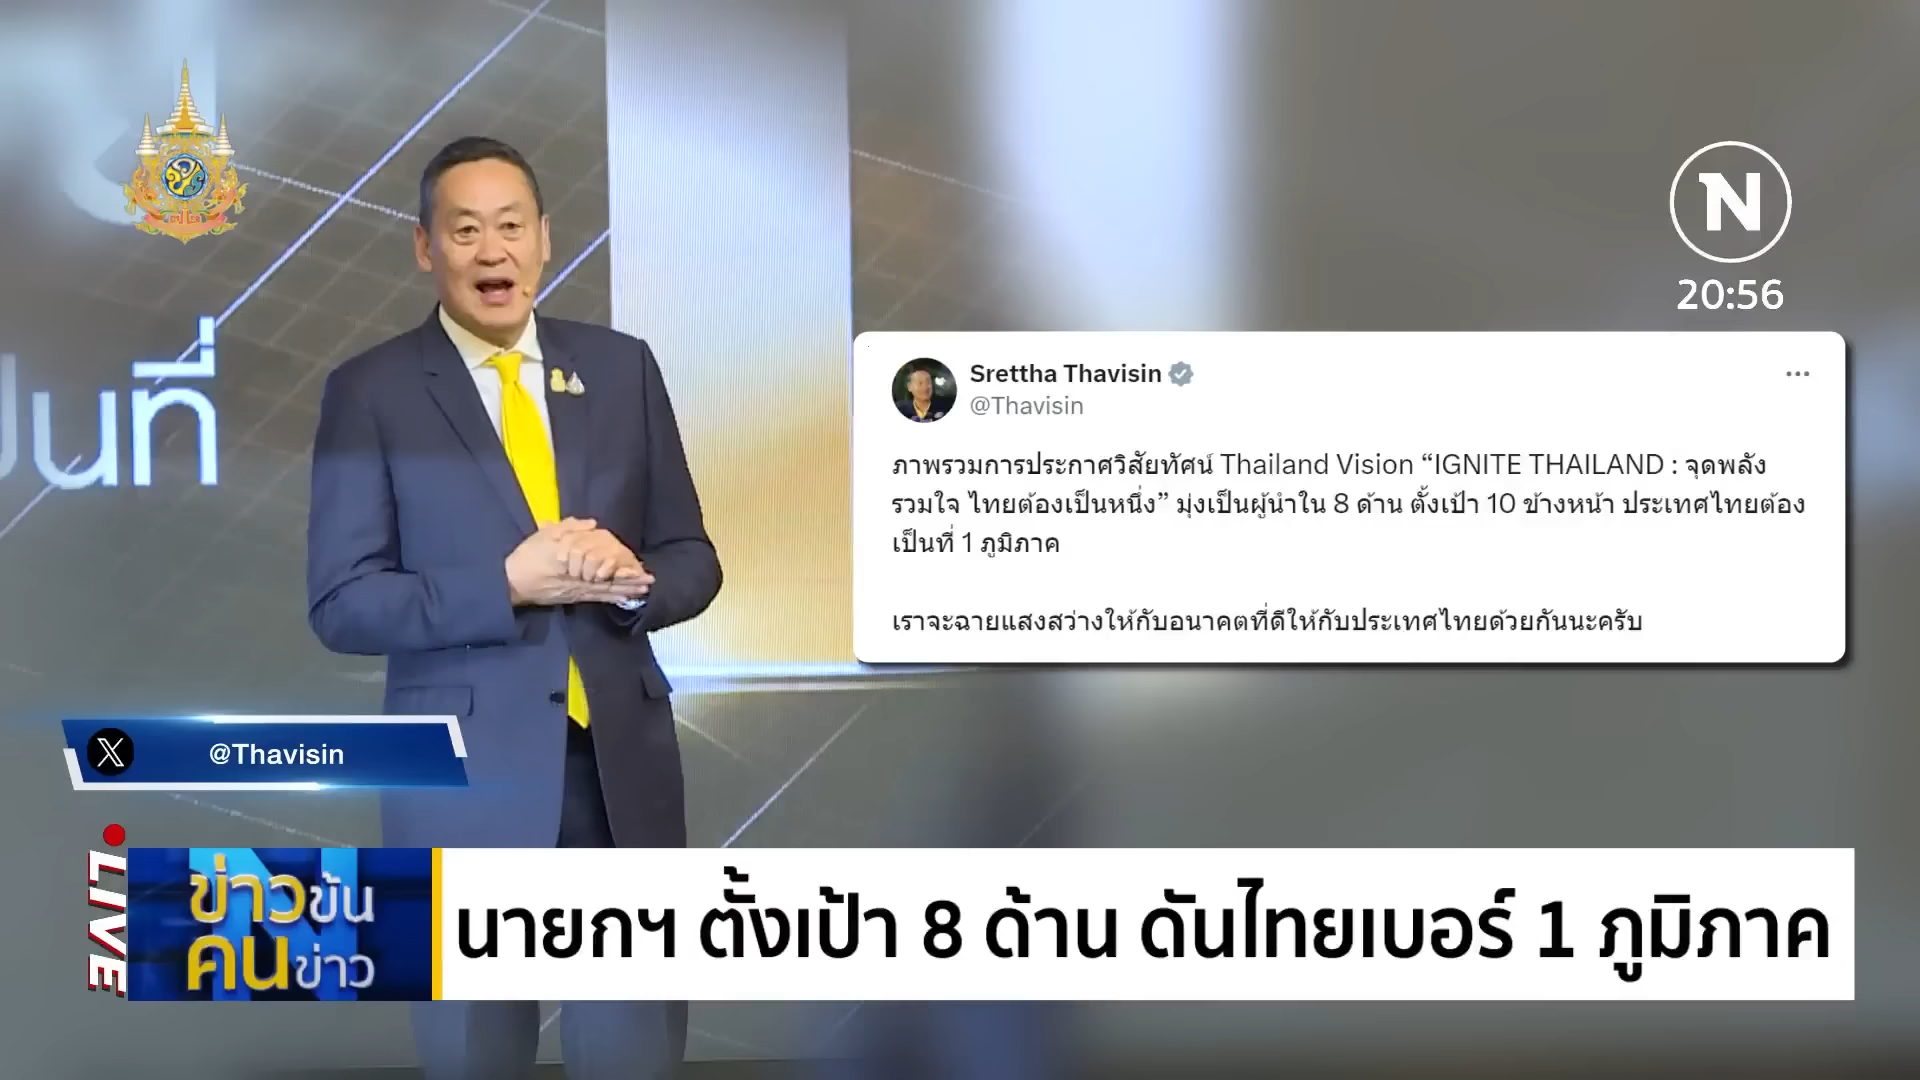 N
20:56
ปนที่
Srettha Thavisin
@Thavisin
ภาพรวมการประกาศวิสัยทัศน์ Thailand Vision “IGNITE THAILAND : จุดพลัง
รวมใจ ไทยต้องเป็นหนึ่ง” มุ่งเป็นผู้นำใน 8 ด้าน ตั้งเป้า 10 ข้างหน้า ประเทศไทยต้อง
เป็นที่ 1 ภูมิภาค
เราจะฉายแสงสว่างให้กับอนาคตที่ดีให้กับประเทศไทยด้วยกันนะครับ
X @Thavisin
LIVE
ข่าวข้น
คนข่าว
นายกฯ ตั้งเป้า 8 ด้าน ดันไทยเบอร์ 1 ภูมิภาค